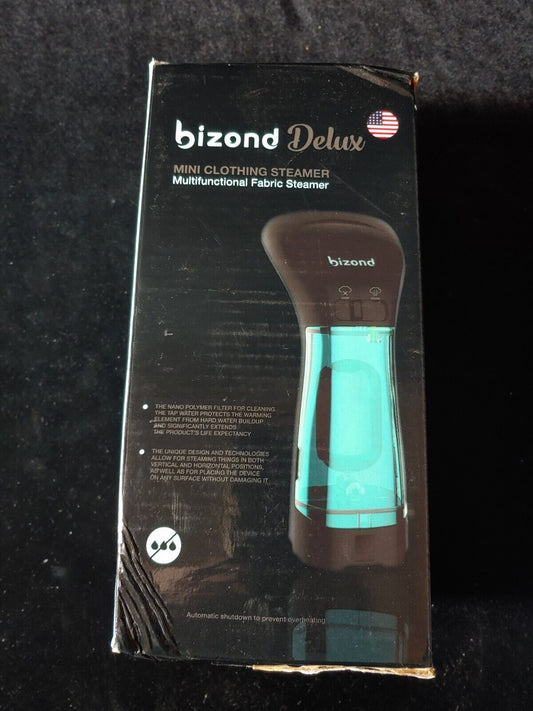 bizond Delux
MINI CLOTHING STEAMER
Multifunctional Fabric Steamer
bizond
THE NANO POLYMER FILTER FOR CLEANING
THE TAP WATER PROTECTS THE WARMING
ELEMENT FROM HARD WATER BUILDUP
AND SIGNIFICANTLY EXTENDS
THE PRODUCT'S LIFE EXPECTANCY
THE UNIQUE DESIGN AND TECHNOLOGIES
ALLOW FOR STEAMING THINGS IN BOTH
VERTICAL AND HORIZONTAL POSITIONS,
AS WELL AS FOR PLACING THE DEVICE
ON ANY SURFACE WITHOUT DAMAGING IT
Automatic shutdown to prevent overheating